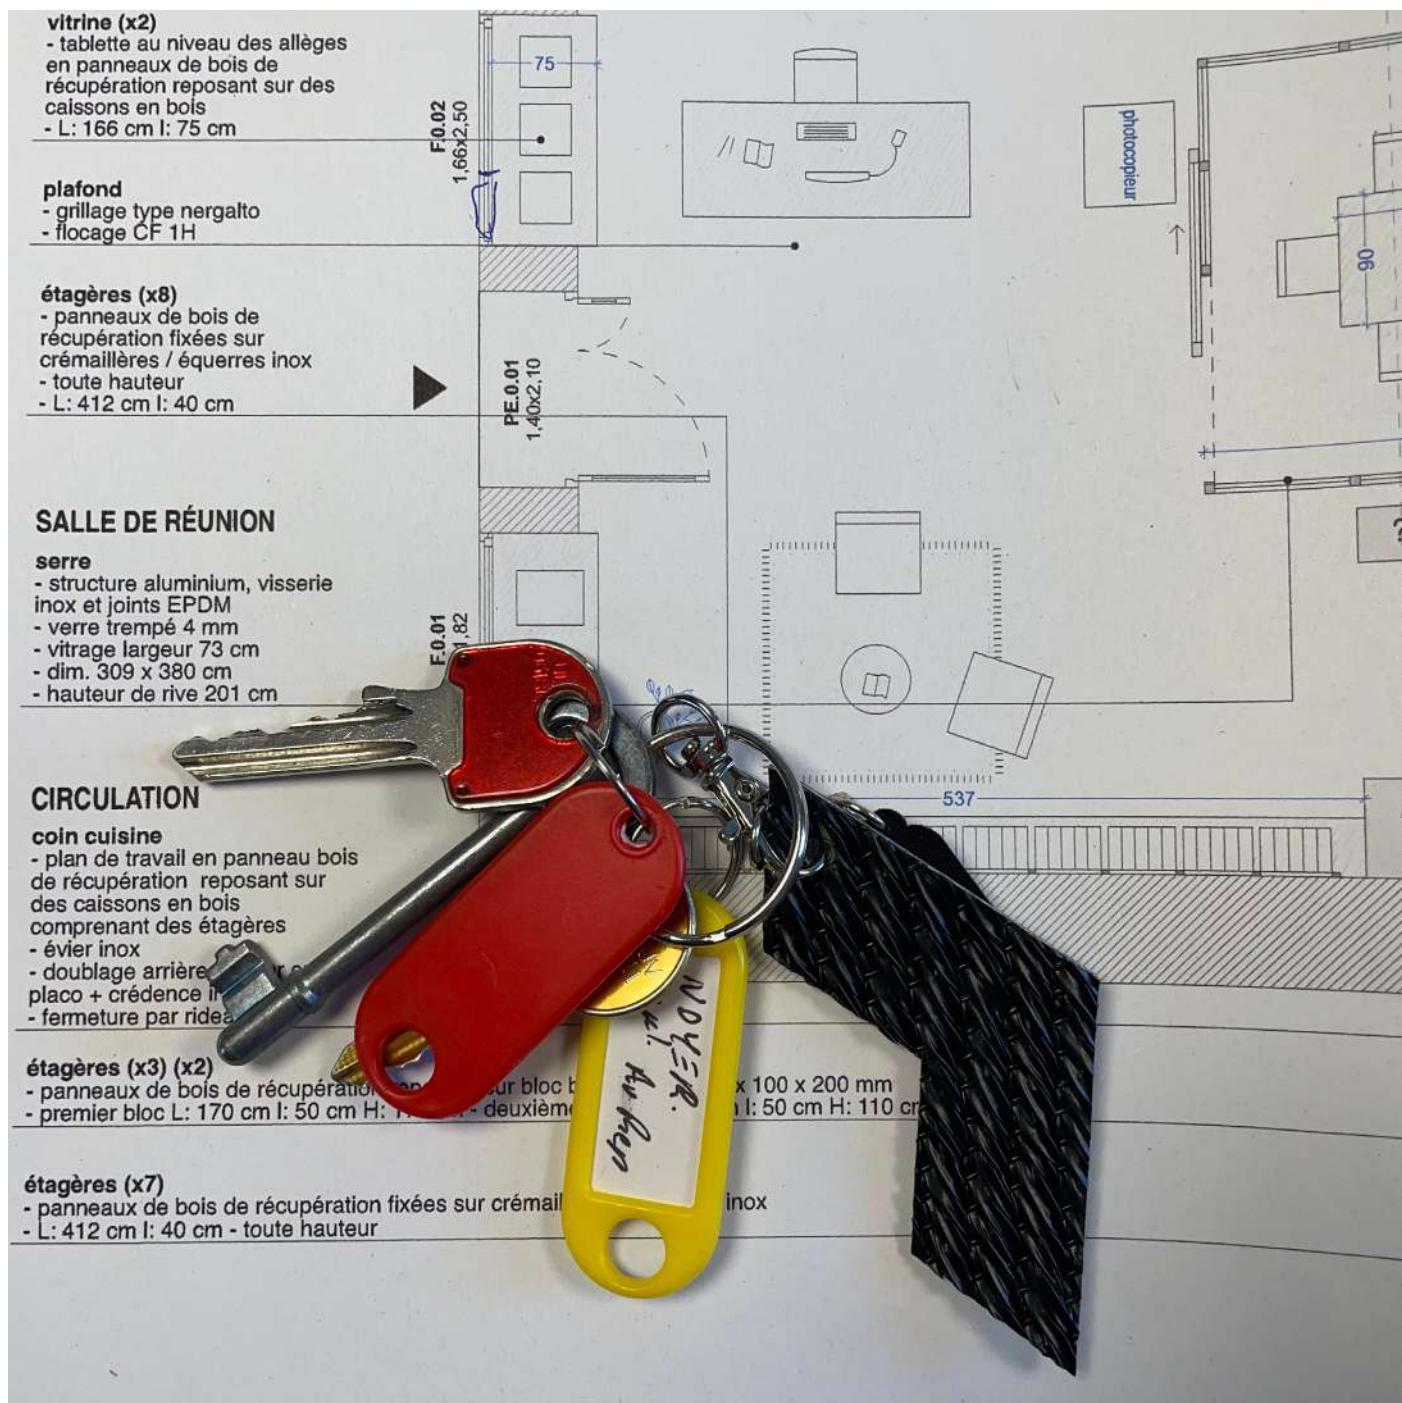 vitrine (x2)
- tablette au niveau des allèges
en panneaux de bois de
récupération reposant sur des
caissons en bois
- L: 166 cm l: 75 cm
plafond
- grillage type nergalto
- flocage CF 1H
étagères (x8)
- panneaux de bois de
récupération fixées sur
crémaillères / équerres inox
- toute hauteur
- L: 412 cm l: 40 cm
SALLE DE RÉUNION
serre
- structure aluminium, visserie
inox et joints EPDM
- verre trempé 4 mm
- vitrage largeur 73 cm
- dim. 309 x 380 cm
- hauteur de rive 201 cm
CIRCULATION
coin cuisine
- plan de travail en panneau bois
de récupération reposant sur
des caissons en bois
comprenant des étagères
- évier inox
- doublage arrière
placo + crédence
- fermeture par
étagères (x3) (x2)
- panneaux de bois de bloc x 100 x 200 mm
- premier bloc L: 170 cm l: 50 cm H: - deuxième l: 50 cm H: 110
étagères (x7)
- panneaux de bois de récupération fixées sur inox
- L: 412 cm l: 40 cm - toute hauteur
75
F.0.02
1,66x2,50
PE.0.01
1,40x2,10
F.0.01
1,82
photocopieur
90
?
537
NOYER.